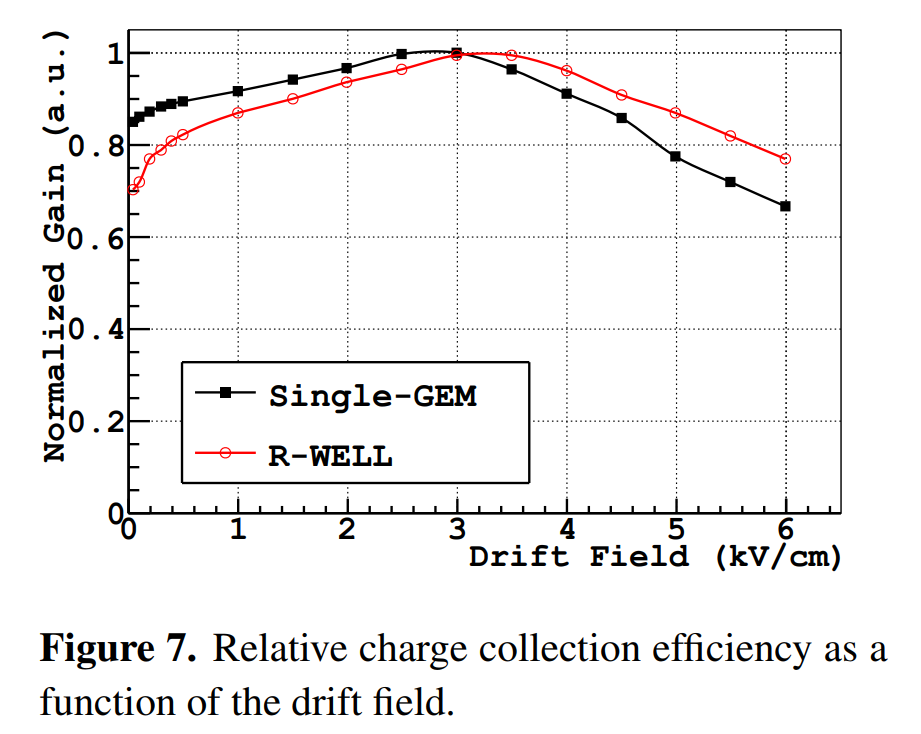 Normalized Gain (a.u.)
1
0.8
0.6
0.4
0.2
0
Single-GEM
R-WELL
0 1 2 3 4 5 6
Drift Field (kV/cm)
Figure 7. Relative charge collection efficiency as a
function of the drift field.